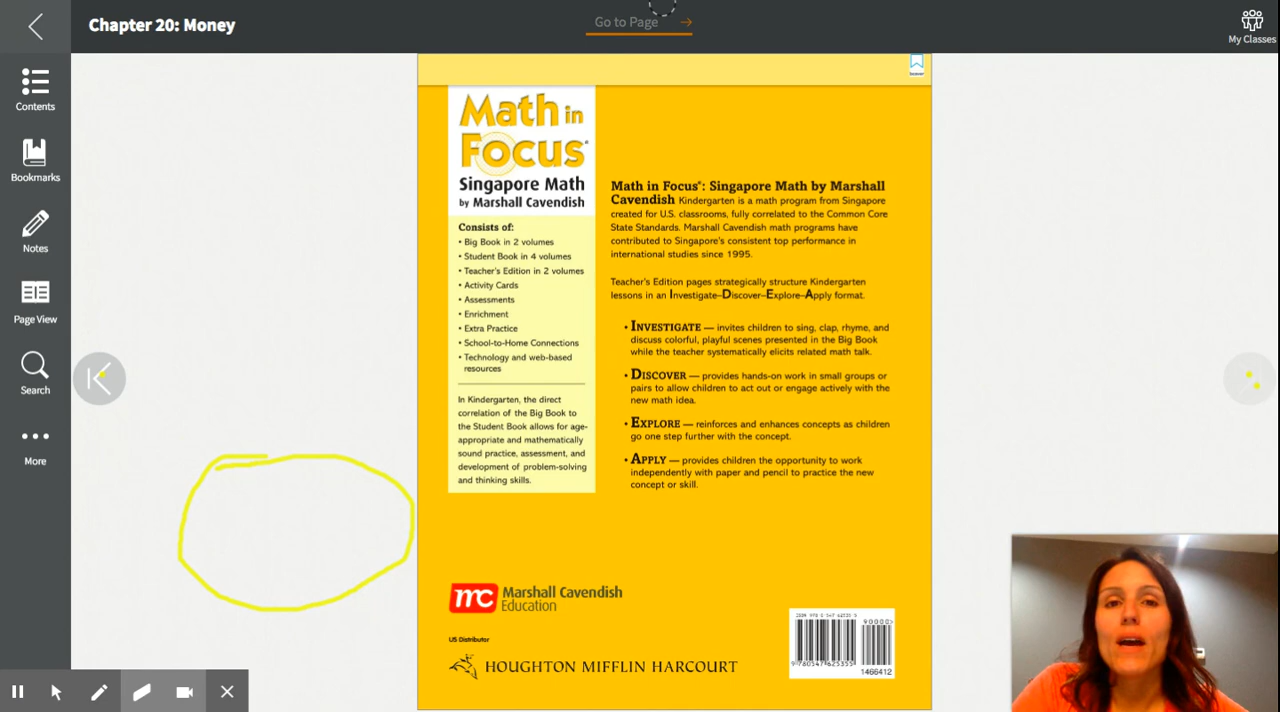 Chapter 20: Money
Go to Page
My Classes
Contents
Bookmarks
Notes
Page View
Search
More
Math in
Focus®
Singapore Math
by Marshall Cavendish
Consists of:
• Big Book in 2 volumes
• Student Book in 4 volumes
• Teacher's Edition in 2 volumes
• Activity Cards
• Assessments
• Enrichment
• Extra Practice
• School-to-Home Connections
• Technology and web-based
resources
In Kindergarten, the direct
correlation of the Big Book to
the Student Book allows for age-
appropriate and mathematically
sound practice, assessment, and
development of problem-solving
and thinking skills.
Math in Focus®: Singapore Math by Marshall
Cavendish Kindergarten is a math program from Singapore
created for U.S. classrooms, fully correlated to the Common Core
State Standards. Marshall Cavendish math programs have
contributed to Singapore's consistent top performance in
international studies since 1995.
Teacher's Edition pages strategically structure Kindergarten
lessons in an Investigate–Discover–Explore–Apply format.
• INVESTIGATE — invites children to sing, clap, rhyme, and
discuss colorful, playful scenes presented in the Big Book
while the teacher systematically elicits related math talk.
• DISCOVER — provides hands-on work in small groups or
pairs to allow children to act out or engage actively with the
new math idea.
• EXPLORE — reinforces and enhances concepts as children
go one step further with the concept.
• APPLY — provides children the opportunity to work
independently with paper and pencil to practice the new
concept or skill.
mc Marshall Cavendish
Education
US Distributor
HOUGHTON MIFFLIN HARCOURT
90000>
9 780547 625355
1466412